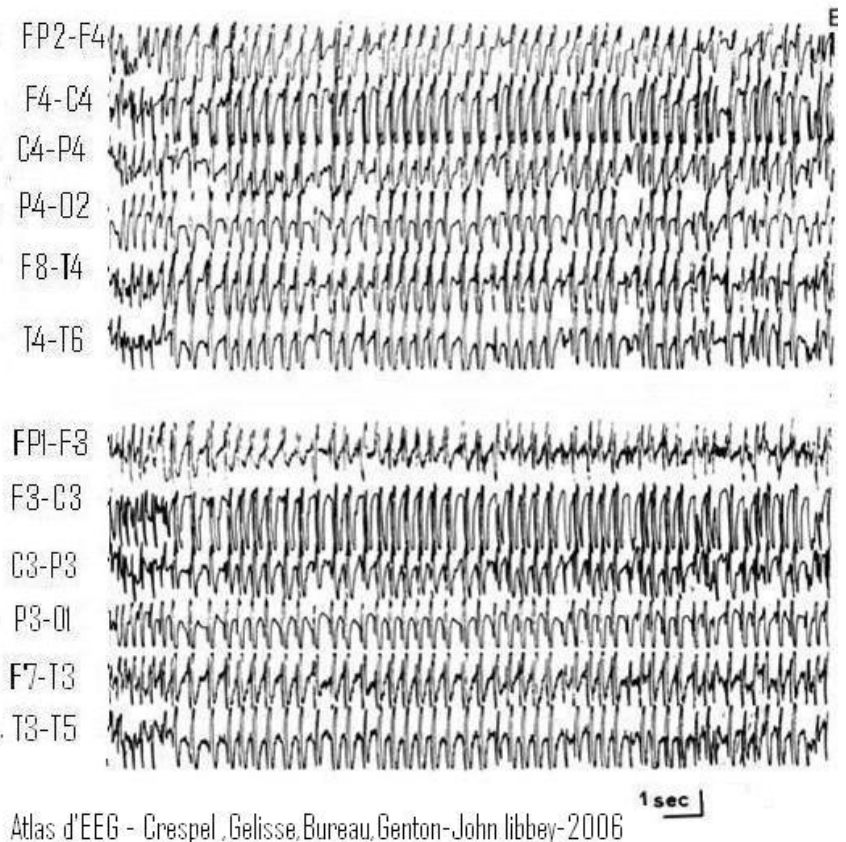 E
FP2-F4
F4-C4
C4-P4
P4-O2
F8-T4
T4-T6
FP1-F3
F3-C3
C3-P3
P3-O1
F7-T3
T3-T5
1 sec
Atlas d'EEG - Crespel ,Gelisse,Bureau,Genton-John libbey-2006